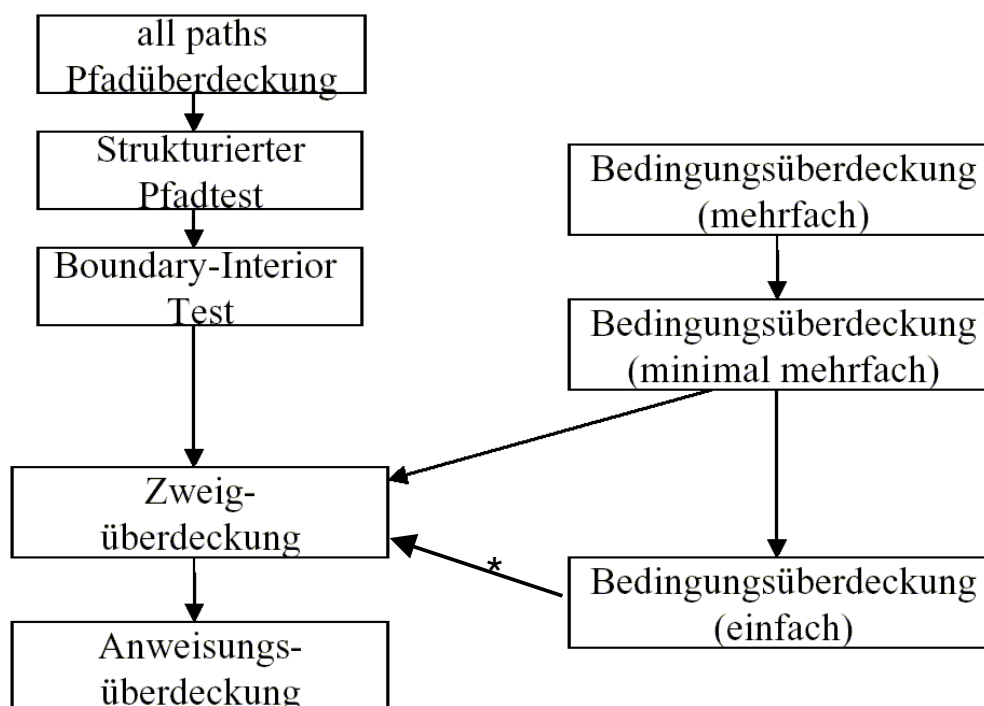 all paths
Pfadüberdeckung
Strukturierter
Pfadtest
Boundary-Interior
Test
Zweig-
überdeckung
Anweisungs-
überdeckung
Bedingungsüberdeckung
(mehrfach)
Bedingungsüberdeckung
(minimal mehrfach)
*
Bedingungsüberdeckung
(einfach)